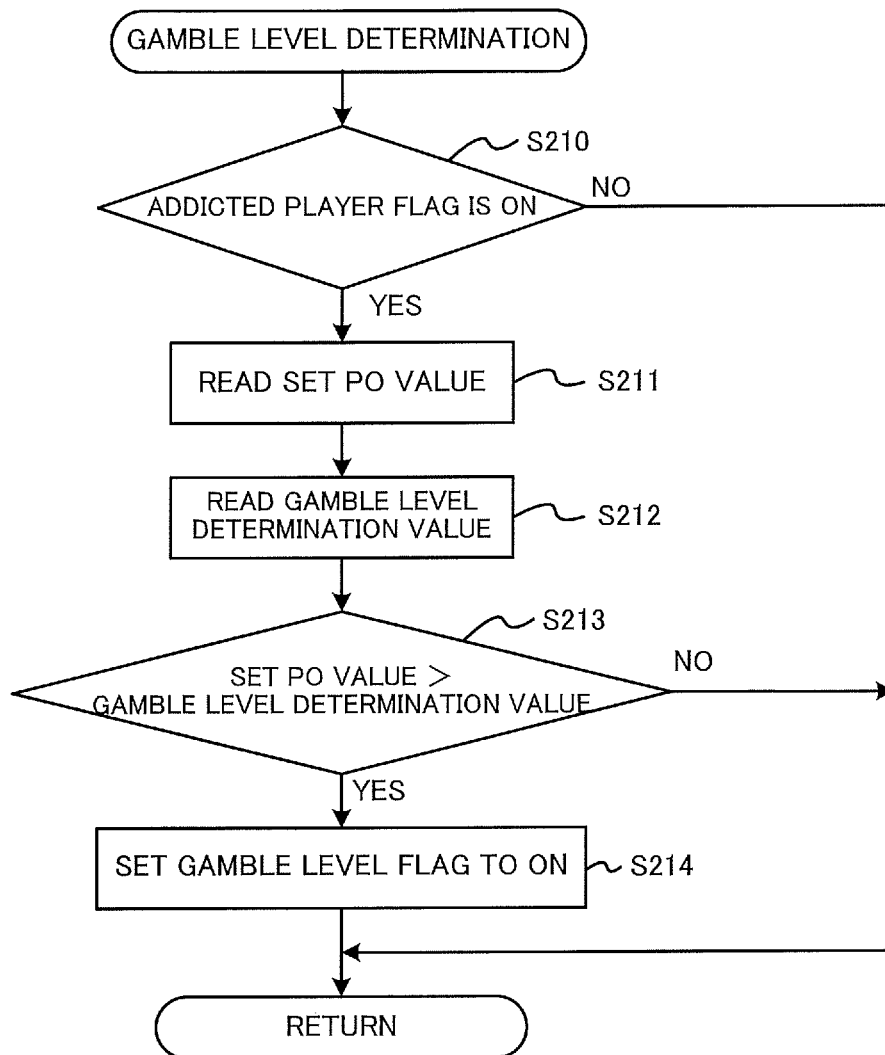 GAMBLE LEVEL DETERMINATION
S210
ADDICTED PLAYER FLAG IS ON
NO
YES
READ SET PO VALUE
S211
READ GAMBLE LEVEL
DETERMINATION VALUE
S212
S213
SET PO VALUE >
GAMBLE LEVEL DETERMINATION VALUE
NO
YES
SET GAMBLE LEVEL FLAG TO ON
S214
RETURN